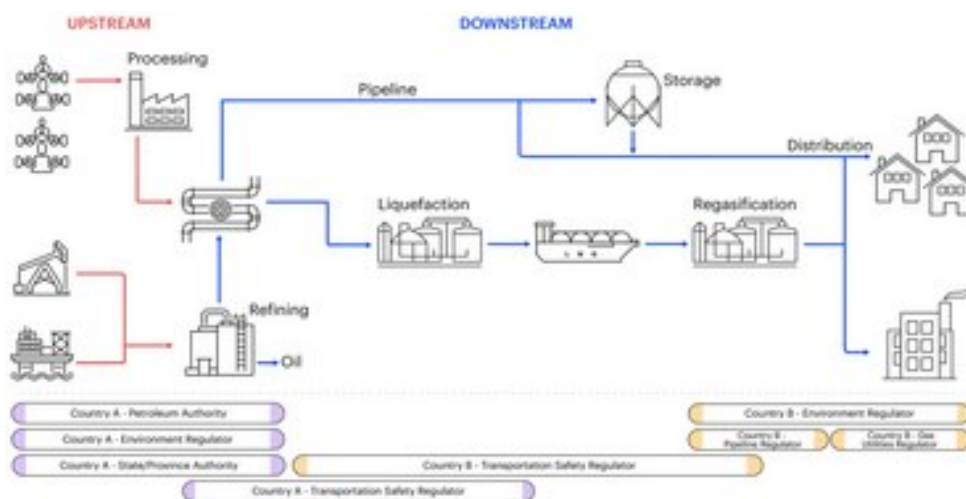 UPSTREAM
DOWNSTREAM
Processing
Pipeline
Storage
Distribution
Liquefaction
Regasification
L N G
Refining
Oil
Country A - Petroleum Authority
Country B - Environment Regulator
Country A - Environment Regulator
Country B -
Pipeline Regulator
Country B - Gas
Utilities Regulator
Country A - State/Province Authority
Country B - Transportation Safety Regulator
Country A - Transportation Safety Regulator